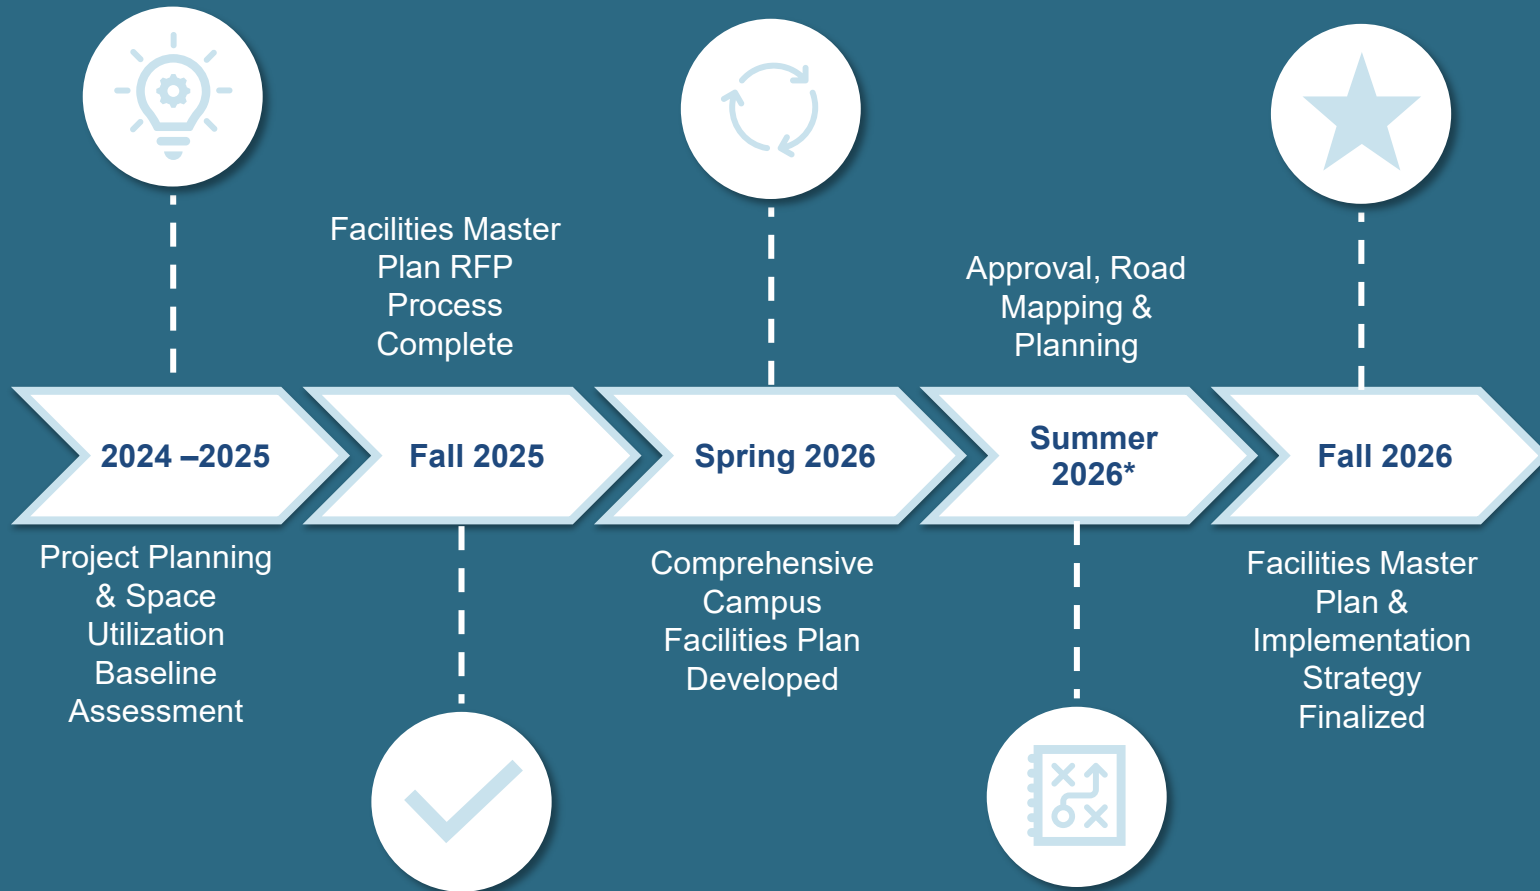 2024 –2025
Project Planning
& Space
Utilization
Baseline
Assessment
Facilities Master
Plan RFP
Process
Complete
Fall 2025
Spring 2026
Comprehensive
Campus
Facilities Plan
Developed
Approval, Road
Mapping &
Planning
Summer
2026*
Fall 2026
Facilities Master
Plan &
Implementation
Strategy
Finalized